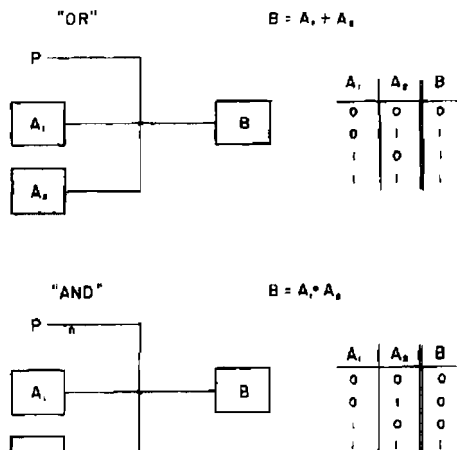 "OR" B = A₁ + A₂
P
A₁ B
A₂
A₁ A₂ B
0 0 0
0 1 1
1 0 1
1 1 1
"AND" B = A₁ • A₂
P n
A₁ B
A₁ A₂ B
0 0 0
0 1 0
1 0 0
1 1 1